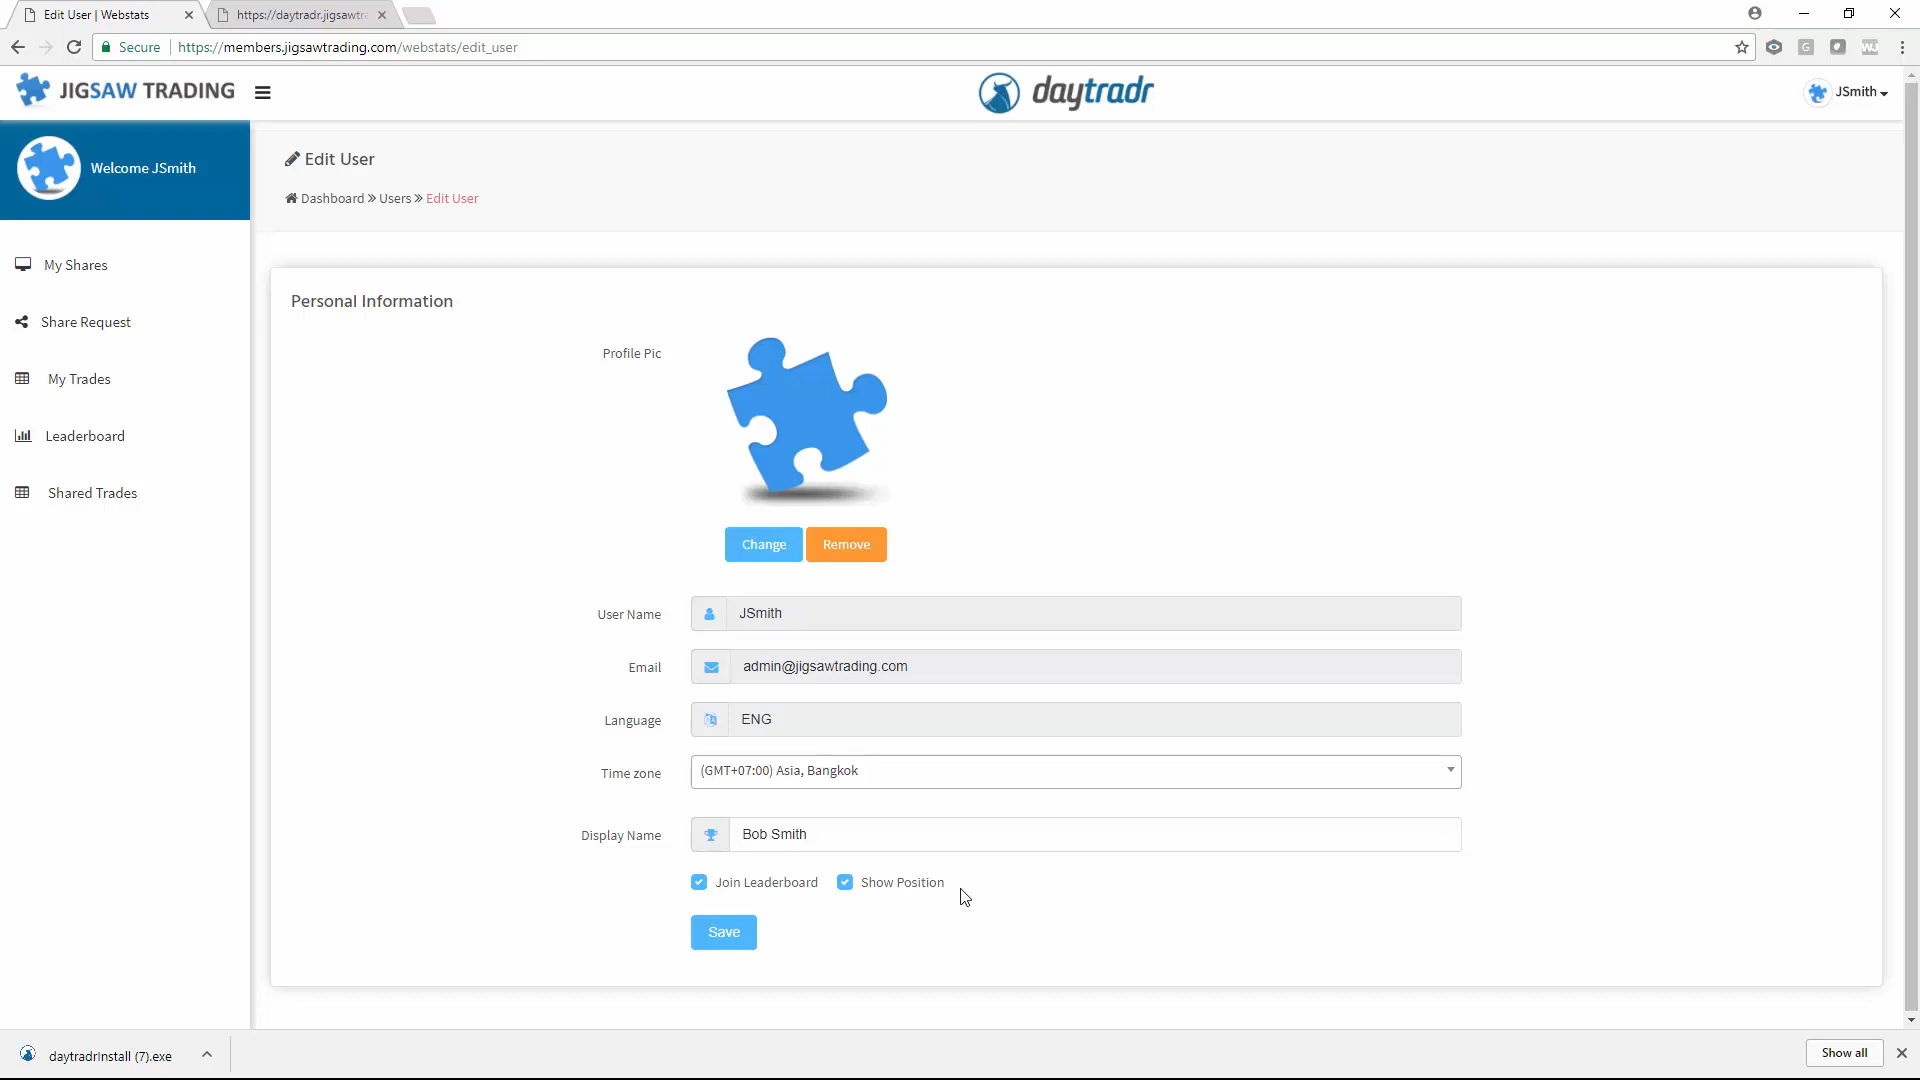 Edit User | Webstats
https://daytradr.jigsawtra
Secure
https://members.jigsawtrading.com/webstats/edit_user
G
WJ
JIGSAW TRADING
daytradr
JSmith
Welcome JSmith
Edit User
Dashboard » Users » Edit User
My Shares
Share Request
My Trades
Leaderboard
Shared Trades
Personal Information
Profile Pic
Change
Remove
User Name
JSmith
Email
admin@jigsawtrading.com
Language
ENG
Time zone
(GMT+07:00) Asia, Bangkok
Display Name
Bob Smith
Join Leaderboard
Show Position
Save
daytradrInstall (7).exe
Show all